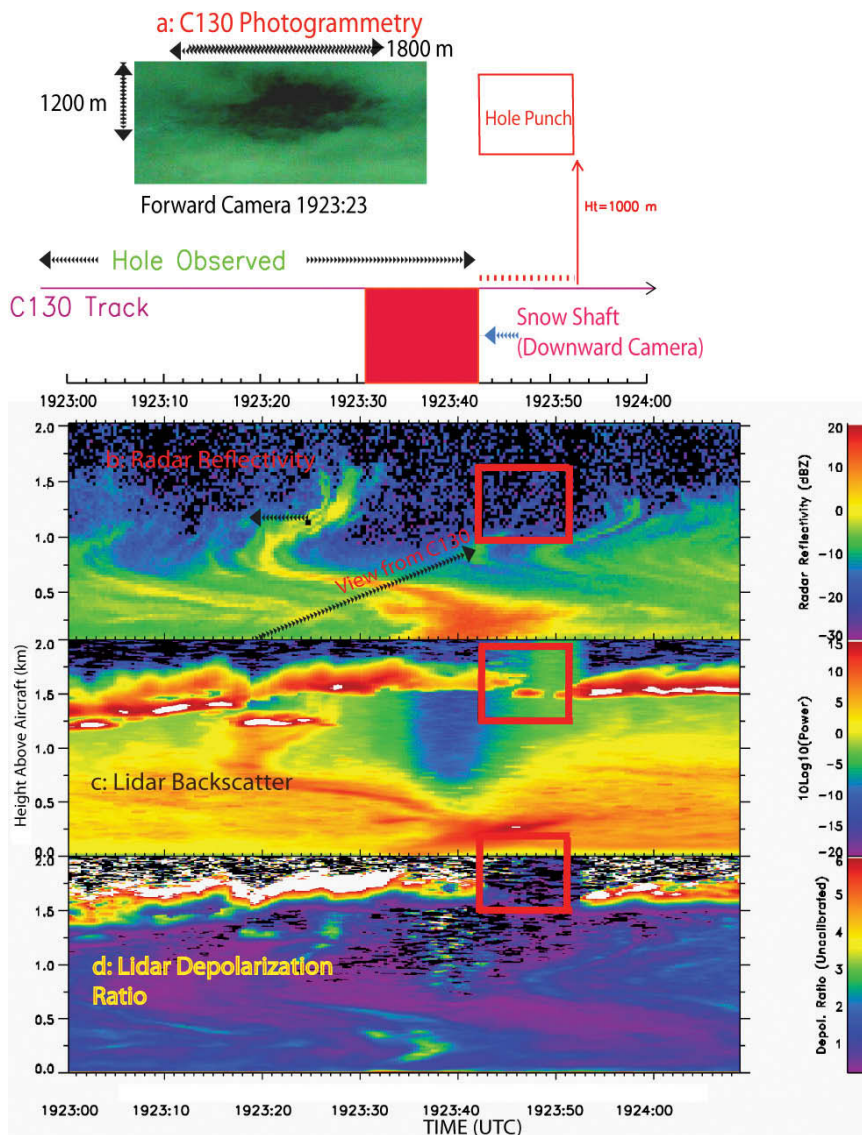 a: C130 Photogrammetry
1800 m
1200 m
Hole Punch
Forward Camera 1923:23
Ht=1000 m
Hole Observed
C130 Track
Snow Shaft
(Downward Camera)
1923:00 1923:10 1923:20 1923:30 1923:40 1923:50 1924:00
2.0
b: Radar Reflectivity
1.5
1.0
View from C130
0.5
20
10
0
-10
-20
-30
Radar Reflectivity (dBZ)
Height Above Aircraft (km)
2.0
1.5
1.0
c: Lidar Backscatter
0.5
0.0
15
10
5
0
-5
-10
-15
-20
10Log10(Power)
2.0
1.5
1.0
d: Lidar Depolarization
Ratio
0.5
0.0
6
5
4
3
2
1
Depol. Ratio (Uncalibrated)
1923:00 1923:10 1923:20 1923:30 1923:40 1923:50 1924:00
TIME (UTC)